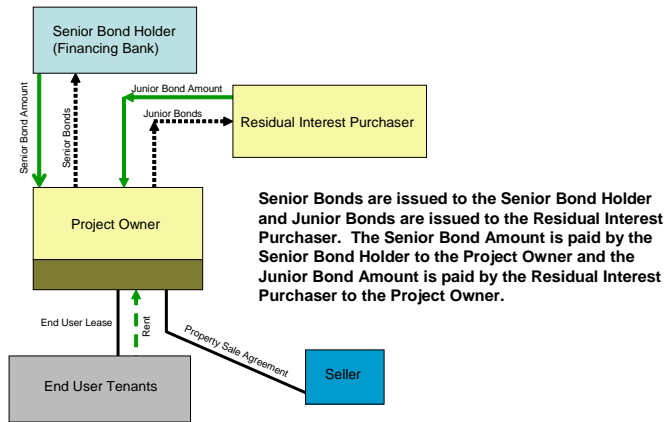 Senior Bond Holder
(Financing Bank)
Senior Bond Amount
Senior Bonds
Junior Bond Amount
Junior Bonds
Residual Interest Purchaser
Project Owner
Senior Bonds are issued to the Senior Bond Holder
and Junior Bonds are issued to the Residual Interest
Purchaser.  The Senior Bond Amount is paid by the
Senior Bond Holder to the Project Owner and the
Junior Bond Amount is paid by the Residual Interest
Purchaser to the Project Owner.
End User Lease
Rent
Property Sale Agreement
End User Tenants
Seller